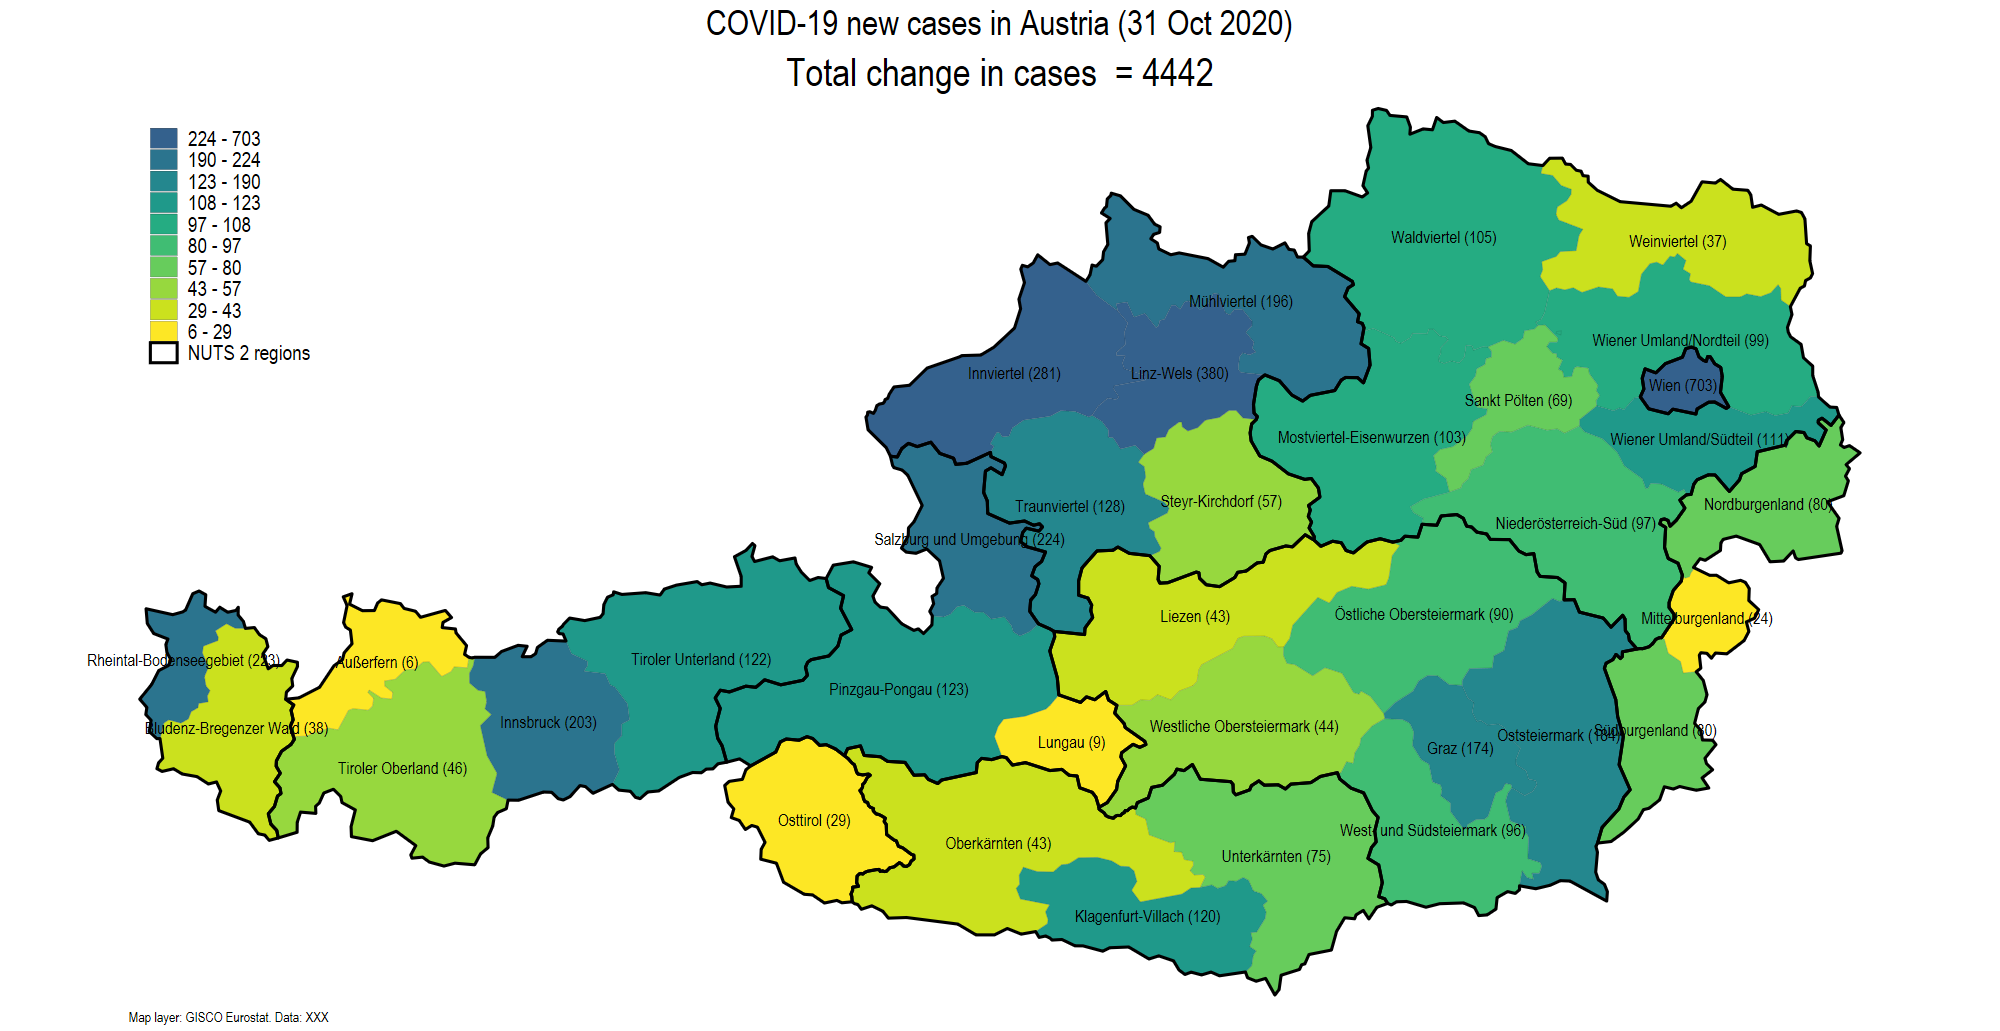 COVID-19 new cases in Austria (31 Oct 2020)
Total change in cases = 4442
224 - 703
190 - 224
123 - 190
108 - 123
97 - 108
80 - 97
57 - 80
43 - 57
29 - 43
6 - 29
NUTS 2 regions
Waldviertel (105)
Weinviertel (37)
Mühlviertel (196)
Wiener Umland/Nordteil (99)
Innviertel (281)
Linz-Wels (380)
Wien (703)
Sankt Pölten (69)
Mostviertel-Eisenwurzen (103)
Wiener Umland/Südteil (111)
Traunviertel (128)
Steyr-Kirchdorf (57)
Nordburgenland (80)
Niederösterreich-Süd (97)
Salzburg und Umgebung (224)
Liezen (43)
Östliche Obersteiermark (90)
Mittelburgenland (24)
Rheintal-Bodenseegebiet (223)
Außerfern (6)
Tiroler Unterland (122)
Pinzgau-Pongau (123)
Bludenz-Bregenzer Wald (38)
Innsbruck (203)
Westliche Obersteiermark (44)
Südburgenland (80)
Oststeiermark (184)
Lungau (9)
Graz (174)
Tiroler Oberland (46)
Osttirol (29)
West- und Südsteiermark (96)
Oberkärnten (43)
Unterkärnten (75)
Klagenfurt-Villach (120)
Map layer: GISCO Eurostat. Data: XXX